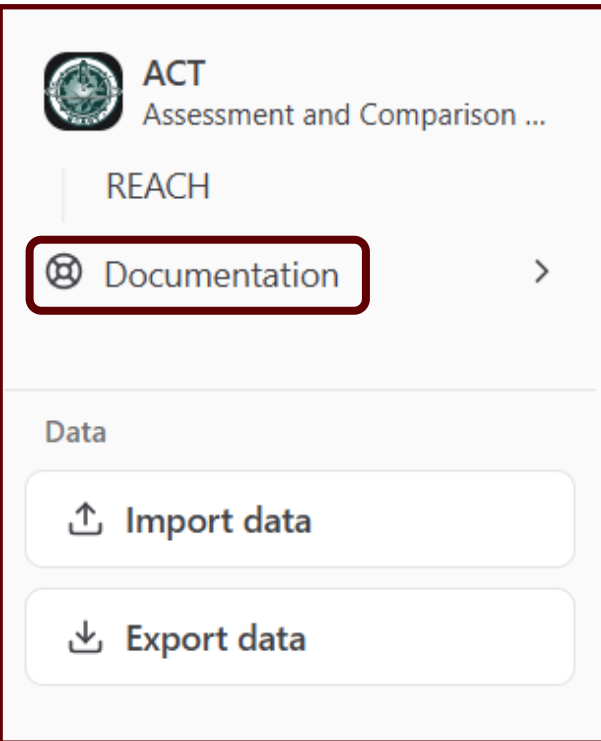 ACT
Assessment and Comparison ...
REACH
Documentation
Data
Import data
Export data